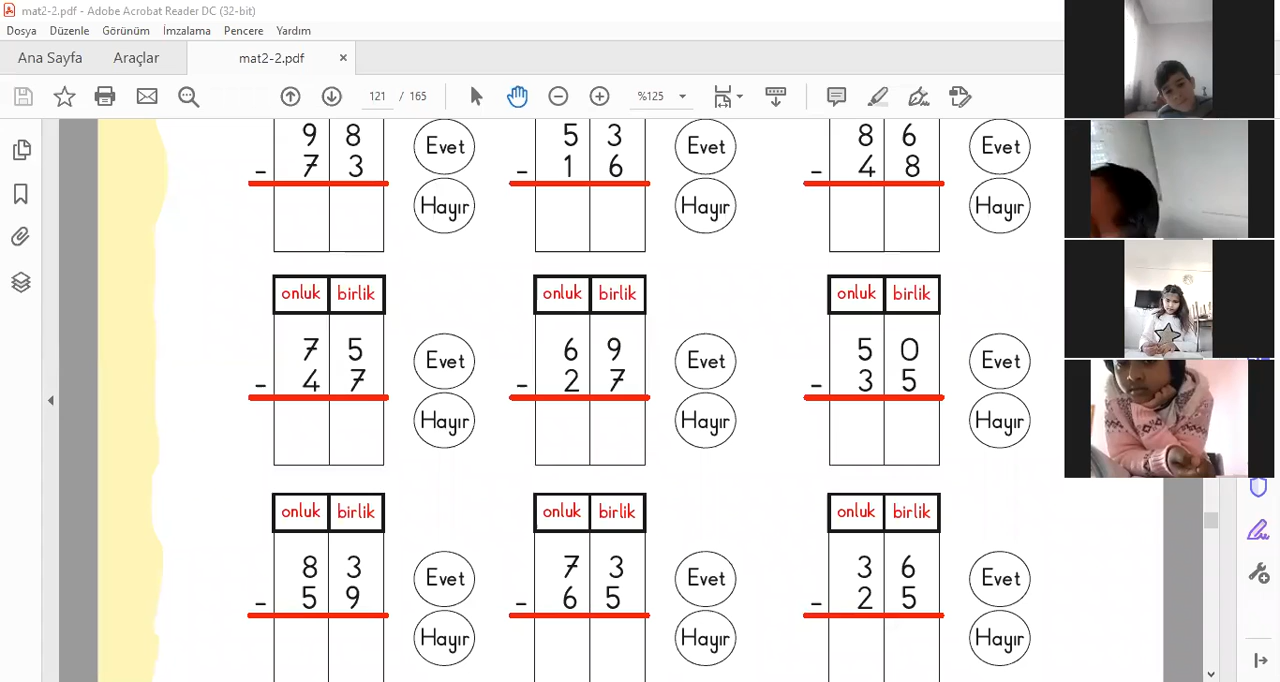 mat2-2.pdf - Adobe Acrobat Reader DC (32-bit)
Dosya Düzenle Görünüm İmzalama Pencere Yardım
Ana Sayfa Araçlar mat2-2.pdf ×
121 / 165 %125
9 8 Evet 5 3 Evet 8 6 Evet
- 7 3 - 1 6 - 4 8
Hayır Hayır Hayır
onluk birlik onluk birlik onluk birlik
7 5 Evet 6 9 Evet 5 0 Evet
- 4 7 - 2 7 - 3 5
Hayır Hayır Hayır
onluk birlik onluk birlik onluk birlik
8 3 Evet 7 3 Evet 3 6 Evet
- 5 9 - 6 5 - 2 5
Hayır Hayır Hayır